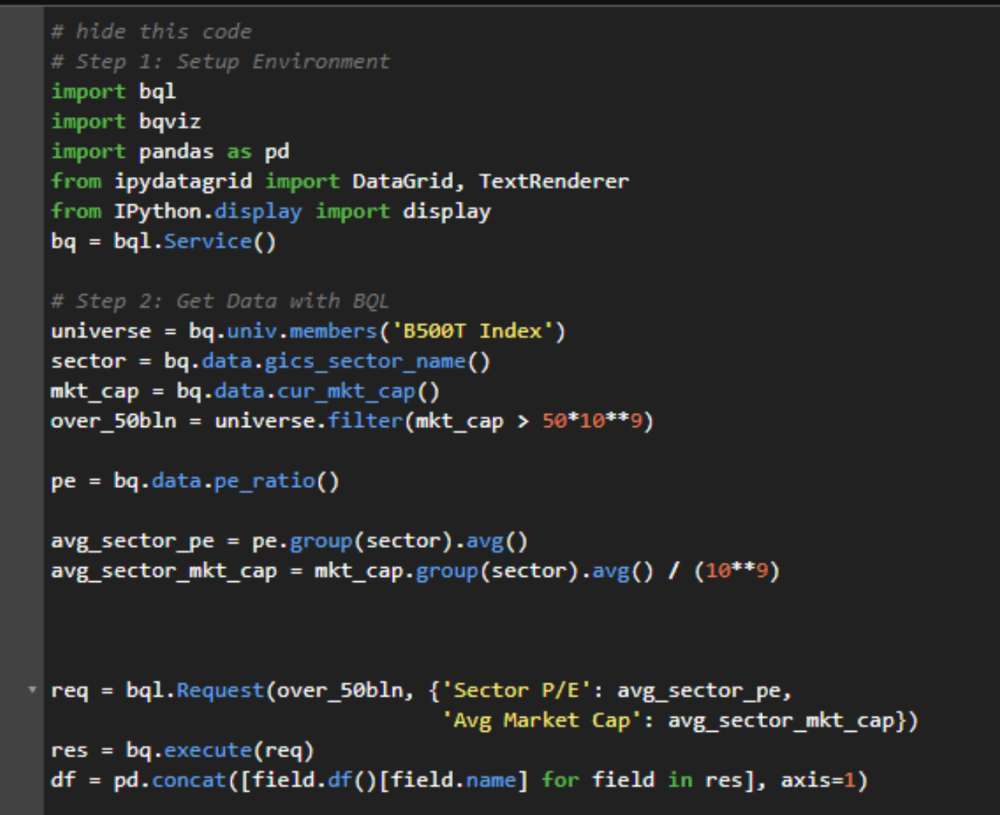 # hide this code
# Step 1: Setup Environment
import bql
import bqviz
import pandas as pd
from ipydatagrid import DataGrid, TextRenderer
from IPython.display import display
bq = bql.Service()
# Step 2: Get Data with BQL
universe = bq.univ.members('B500T Index')
sector = bq.data.gics_sector_name()
mkt_cap = bq.data.cur_mkt_cap()
over_50bln = universe.filter(mkt_cap > 50*10**9)
pe = bq.data.pe_ratio()
avg_sector_pe = pe.group(sector).avg()
avg_sector_mkt_cap = mkt_cap.group(sector).avg() / (10**9)
req = bql.Request(over_50bln, {'Sector P/E': avg_sector_pe,
'Avg Market Cap': avg_sector_mkt_cap})
res = bq.execute(req)
df = pd.concat([field.df()[field.name] for field in res], axis=1)